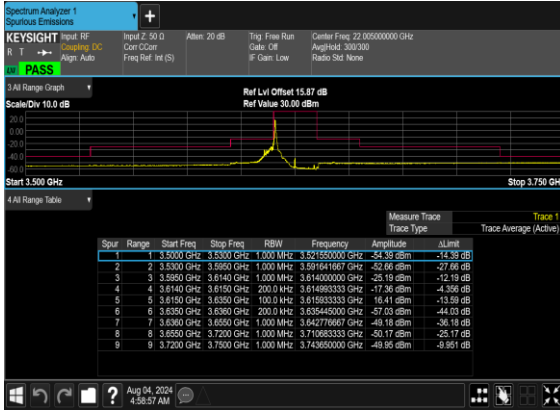 Spectrum Analyzer 1
Spurious Emissions
KEYSIGHT Input: RF Input Z: 50 Ω Atten: 20 dB Trig: Free Run Center Freq: 22.005000000 GHz
R T Coupling: DC Corr CCorr Gate: Off Avg|Hold: 300/300
Align: Auto Freq Ref: Int (S) IF Gain: Low Radio Std: None
PASS
3 All Range Graph
Ref Lvl Offset 15.87 dB
Scale/Div 10.0 dB Ref Value 30.00 dBm
20.0
0.00
-20.0
-40.0
-60.0
Start 3.500 GHz Stop 3.750 GH
4 All Range Table
Measure Trace Trace 1
Trace Type Trace Average (Active)
Spur Range Start Freq Stop Freq RBW Frequency Amplitude ΔLimit
1 1 3.5000 GHz 3.5300 GHz 1.000 MHz 3.521550000 GHz -54.39 dBm -14.39 dB
2 2 3.5300 GHz 3.5950 GHz 1.000 MHz 3.591641667 GHz -52.66 dBm -27.66 dB
3 3 3.5950 GHz 3.6140 GHz 1.000 MHz 3.614000000 GHz -25.19 dBm -12.19 dB
4 4 3.6140 GHz 3.6150 GHz 200.0 kHz 3.614993333 GHz -17.36 dBm -4.356 dB
5 5 3.6150 GHz 3.6350 GHz 100.0 kHz 3.615933333 GHz 16.41 dBm -13.59 dB
6 6 3.6350 GHz 3.6360 GHz 200.0 kHz 3.635445000 GHz -57.03 dBm -44.03 dB
7 7 3.6360 GHz 3.6550 GHz 1.000 MHz 3.642776667 GHz -49.18 dBm -36.18 dB
8 8 3.6550 GHz 3.7200 GHz 1.000 MHz 3.710683333 GHz -50.17 dBm -25.17 dB
9 9 3.7200 GHz 3.7500 GHz 1.000 MHz 3.743650000 GHz -49.95 dBm -9.951 dB
Aug 04, 2024
4:58:57 AM